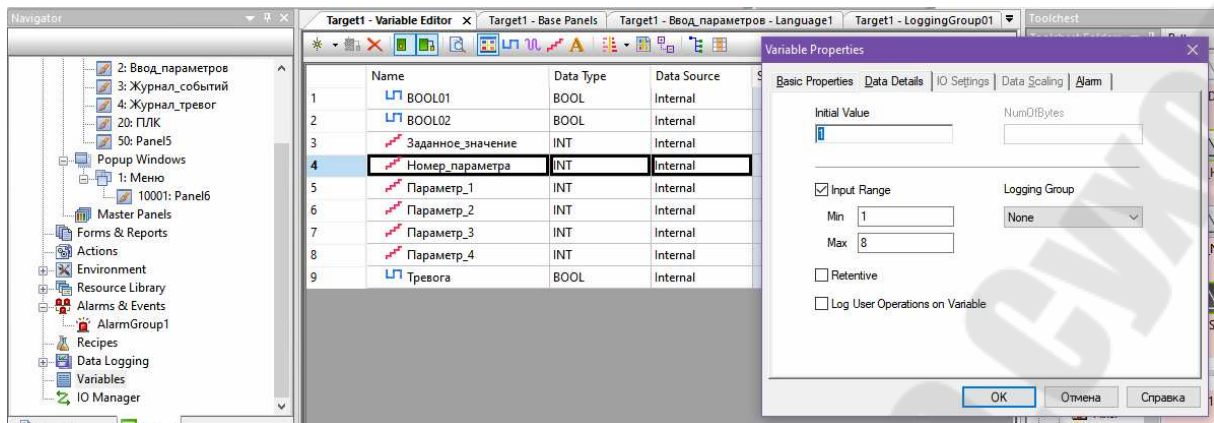 Navigator
2: Ввод_параметров
3: Журнал_событий
4: Журнал_тревог
20: ПЛК
50: Panel5
Popup Windows
1: Меню
10001: Panel6
Master Panels
Forms & Reports
Actions
Environment
Resource Library
Alarms & Events
AlarmGroup1
Recipes
Data Logging
Variables
IO Manager
Target1 - Variable Editor X Target1 - Base Panels Target1 - Ввод_параметров - Language1 Target1 - LoggingGroup01
Name Data Type Data Source
1 BOOL01 BOOL Internal
2 BOOL02 BOOL Internal
3 Заданное_значение INT Internal
4 Номер_параметра INT Internal
5 Параметр_1 INT Internal
6 Параметр_2 INT Internal
7 Параметр_3 INT Internal
8 Параметр_4 INT Internal
9 Тревога BOOL Internal
Toolchest
Variable Properties
Basic Properties Data Details IO Settings Data Scaling Alarm
Initial Value NumOfBytes
1
Input Range Logging Group
Min 1 None
Max 8
Retentive
Log User Operations on Variable
OK Отмена Справка